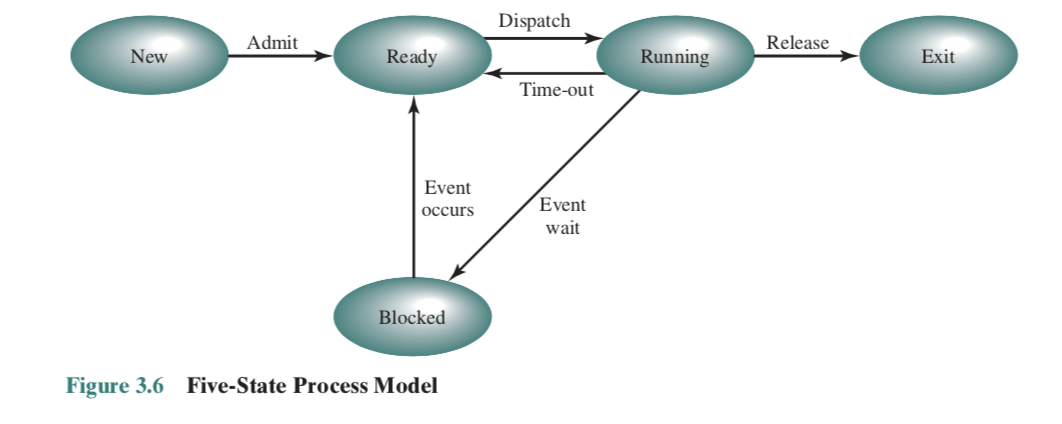 Dispatch
New
Admit
Ready
Running
Release
Exit
Time-out
Event
occurs
Event
wait
Blocked
Figure 3.6 Five-State Process Model